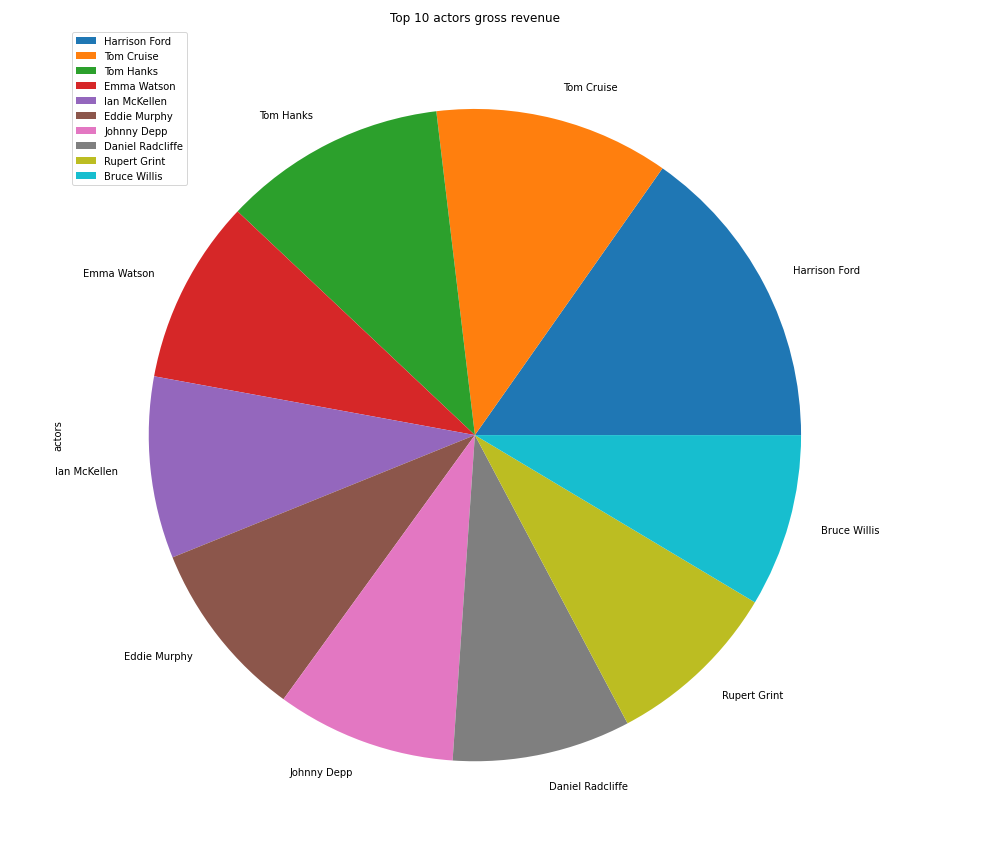 Top 10 actors gross revenue
Harrison Ford
Tom Cruise
Tom Hanks
Emma Watson
Ian McKellen
Eddie Murphy
Johnny Depp
Daniel Radcliffe
Rupert Grint
Bruce Willis
Tom Cruise
Tom Hanks
Harrison Ford
Emma Watson
actors
Ian McKellen
Bruce Willis
Eddie Murphy
Rupert Grint
Johnny Depp
Daniel Radcliffe